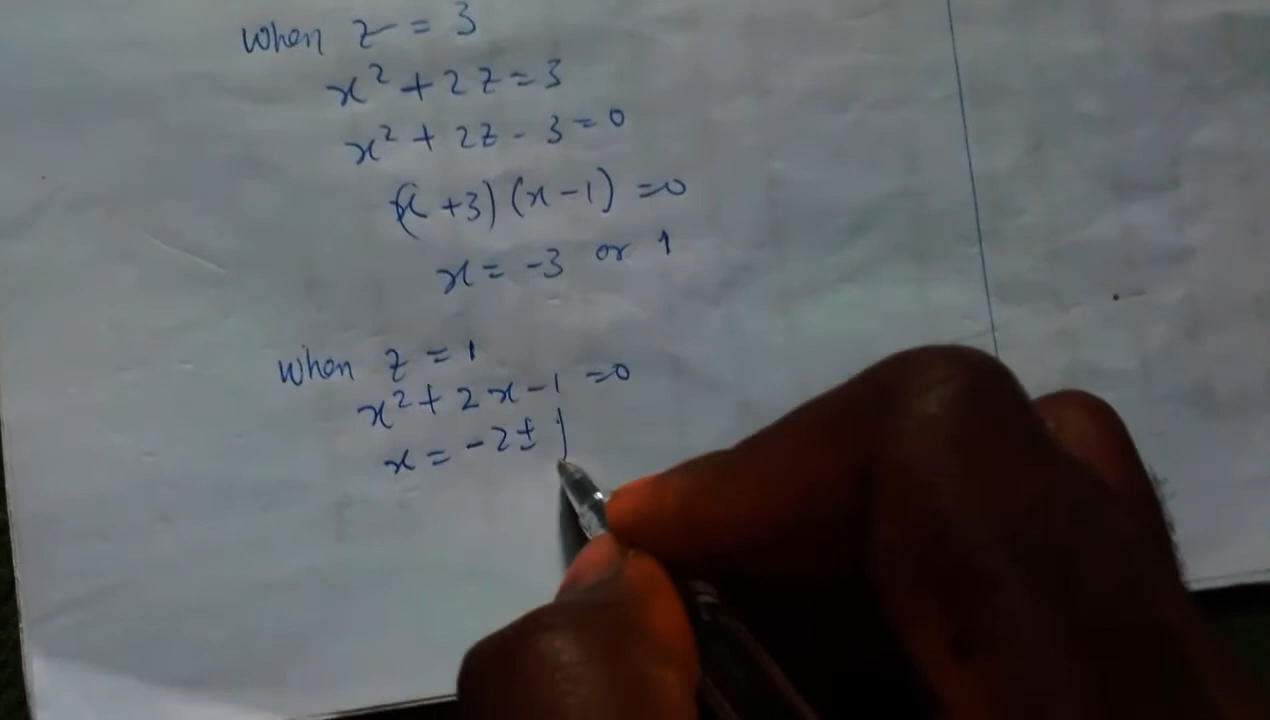 when z = 3
x² + 2z = 3
x² + 2z - 3 = 0
(x + 3) (x - 1) = 0
x = -3 or 1
when z = 1
x² + 2x - 1 = 0
x = -2 ±